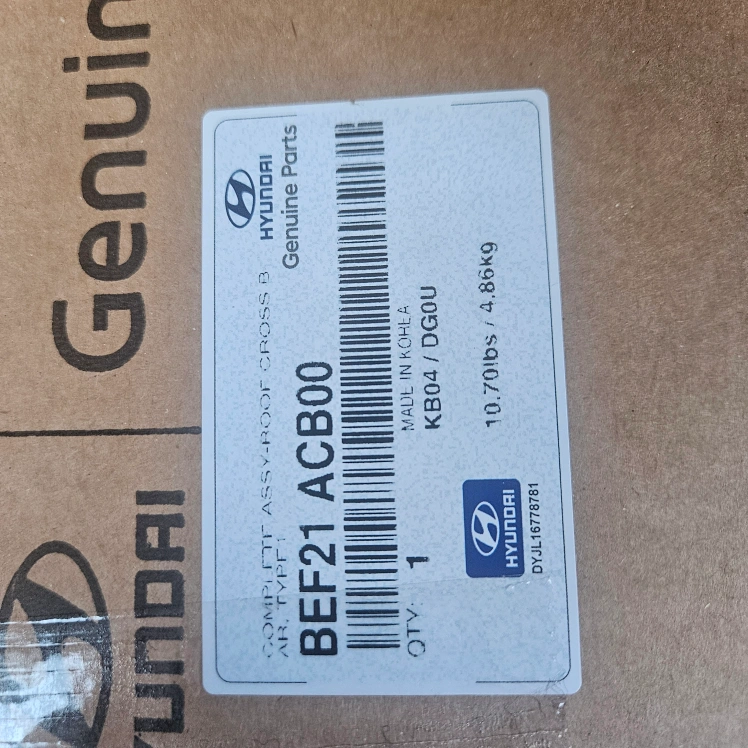 Genuin
HYUNDAI
HYUNDAI
Genuine Parts
COMPLETE ASSY-ROOF CROSS B
AR, TYPE1
BEF21 ACB00
MADE IN KOREA
QTY: 1
KB04 / DG0U
10.70lbs / 4.86kg
HYUNDAI
DYJL16778781